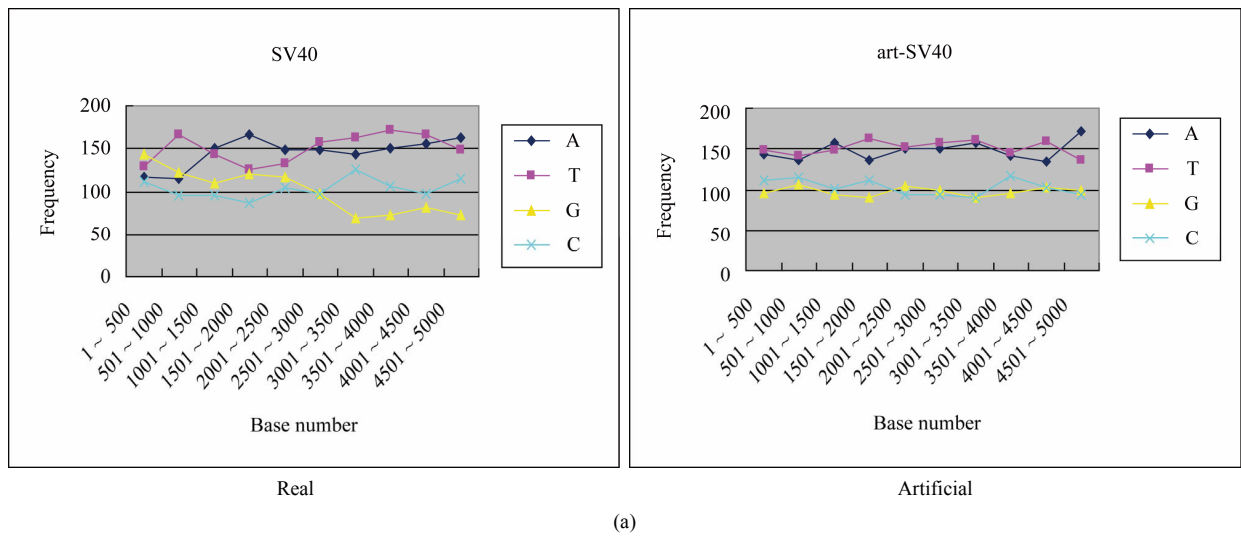 SV40
200
150
100
50
0
Frequency
1 ~ 500
501 ~ 1000
1001 ~ 1500
1501 ~ 2000
2001 ~ 2500
2501 ~ 3000
3001 ~ 3500
3501 ~ 4000
4001 ~ 4500
4501 ~ 5000
Base number
A
T
G
C
Real
art-SV40
200
150
100
50
0
Frequency
1 ~ 500
501 ~ 1000
1001 ~ 1500
1501 ~ 2000
2001 ~ 2500
2501 ~ 3000
3001 ~ 3500
3501 ~ 4000
4001 ~ 4500
4501 ~ 5000
Base number
A
T
G
C
Artificial
(a)